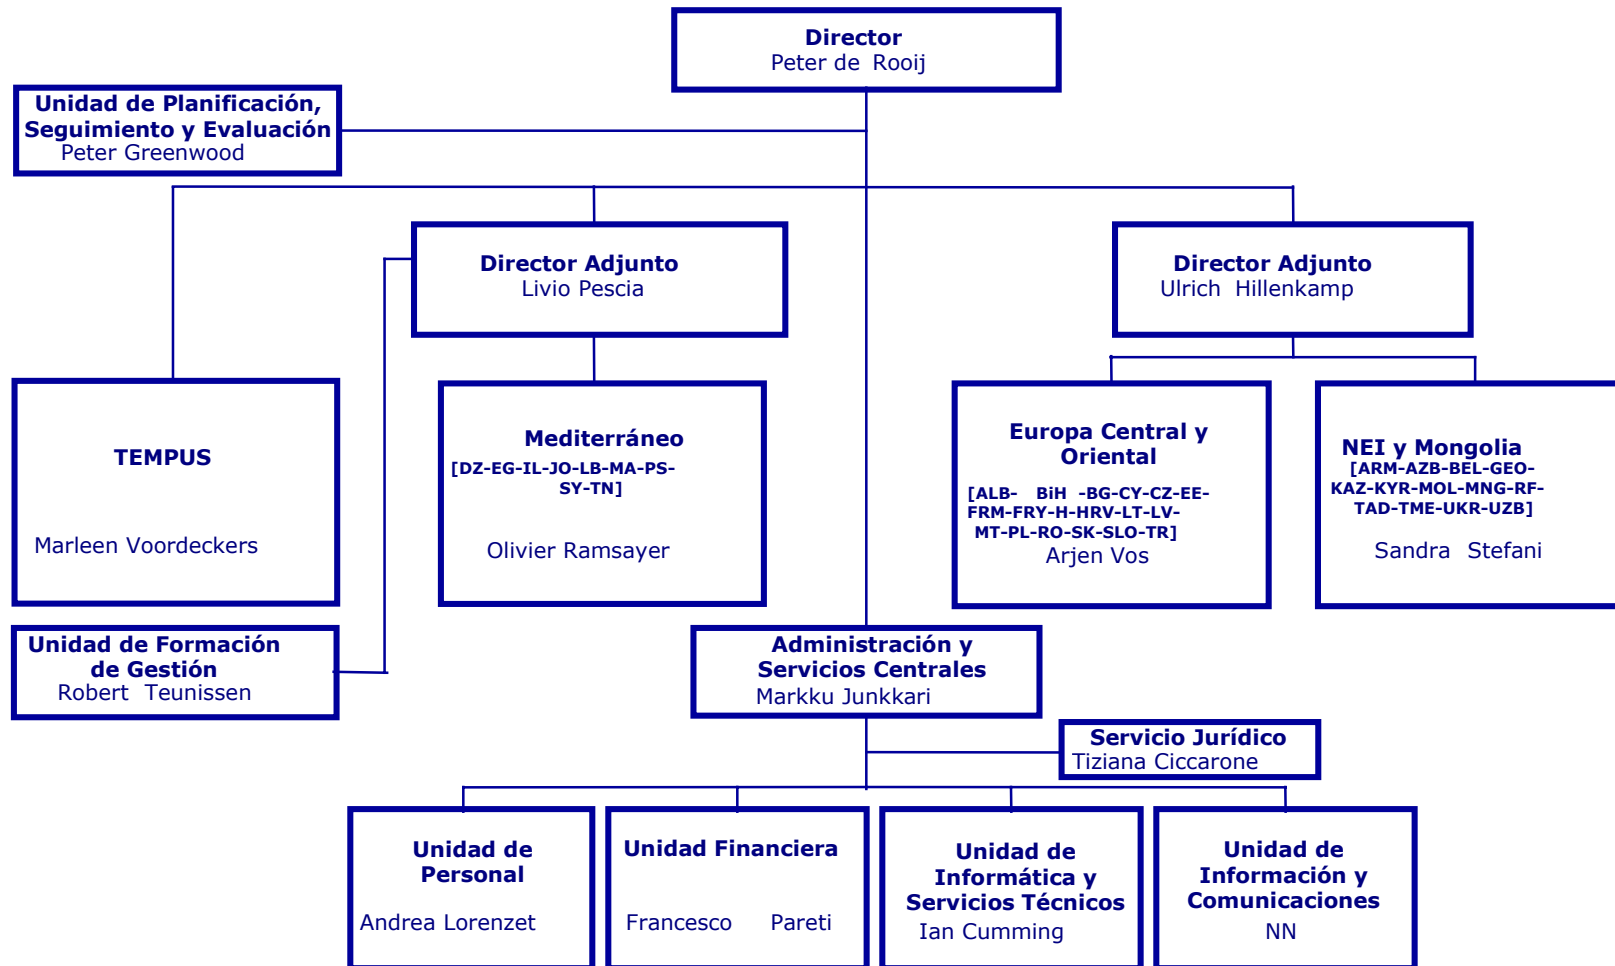 Director
Peter de Rooij
Unidad de Planificación,
Seguimiento y Evaluación
Peter Greenwood
Director Adjunto
Livio Pescia
Director Adjunto
Ulrich Hillenkamp
TEMPUS
Marleen Voordeckers
Mediterráneo
[DZ-EG-IL-JO-LB-MA-PS-
SY-TN]
Olivier Ramsayer
Europa Central y
Oriental
[ALB- BiH -BG-CY-CZ-EE-
FRM-FRY-H-HRV-LT-LV-
MT-PL-RO-SK-SLO-TR]
Arjen Vos
NEI y Mongolia
[ARM-AZB-BEL-GEO-
KAZ-KYR-MOL-MNG-RF-
TAD-TME-UKR-UZB]
Sandra Stefani
Unidad de Formación
de Gestión
Robert Teunissen
Administración y
Servicios Centrales
Markku Junkkari
Servicio Jurídico
Tiziana Ciccarone
Unidad de
Personal
Andrea Lorenzet
Unidad Financiera
Francesco Pareti
Unidad de
Informática y
Servicios Técnicos
Ian Cumming
Unidad de
Información y
Comunicaciones
NN